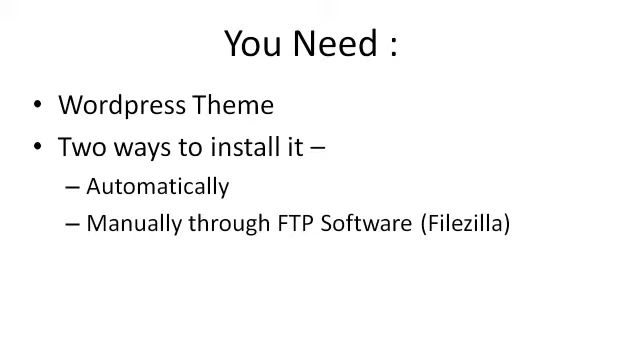 You Need :
• Wordpress Theme
• Two ways to install it –
– Automatically
– Manually through FTP Software (Filezilla)